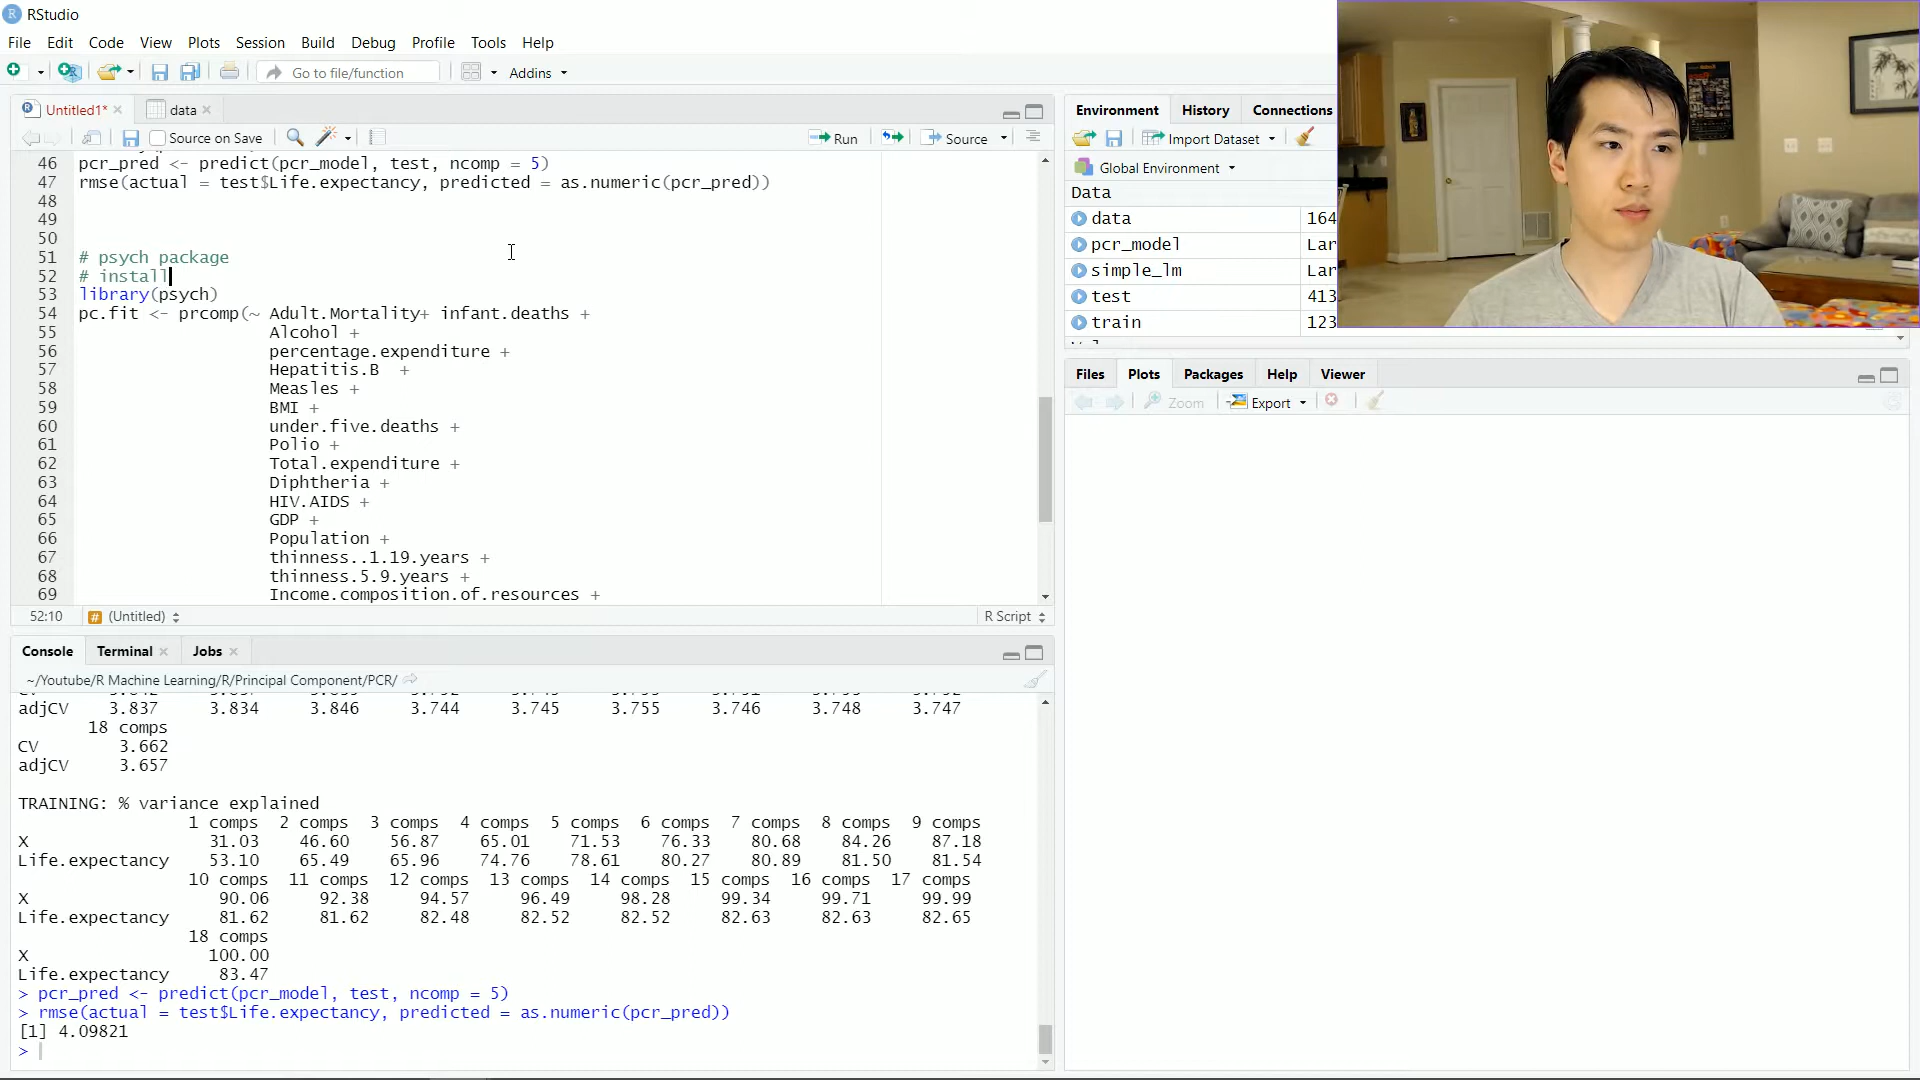 RStudio
File Edit Code View Plots Session Build Debug Profile Tools Help
Go to file/function Addins
Untitled1* data
Source on Save Run Source
46 pcr_pred <- predict(pcr_model, test, ncomp = 5)
47 rmse(actual = test$Life.expectancy, predicted = as.numeric(pcr_pred))
48
49
50
51 # psych package
52 # install
53 library(psych)
54 pc.fit <- prcomp(~ Adult.Mortality+ infant.deaths +
55 Alcohol +
56 percentage.expenditure +
57 Hepatitis.B +
58 Measles +
59 BMI +
60 under.five.deaths +
61 Polio +
62 Total.expenditure +
63 Diphtheria +
64 HIV.AIDS +
65 GDP +
66 Population +
67 thinness..1.19.years +
68 thinness.5.9.years +
69 Income.composition.of.resources +
52:10 (Untitled) R Script
Console Terminal Jobs
~/Youtube/R Machine Learning/R/Principal Component/PCR/
adjCV 3.837 3.834 3.846 3.744 3.745 3.755 3.746 3.748 3.747
18 comps
CV 3.662
adjCV 3.657
TRAINING: % variance explained
1 comps 2 comps 3 comps 4 comps 5 comps 6 comps 7 comps 8 comps 9 comps
X 31.03 46.60 56.87 65.01 71.53 76.33 80.68 84.26 87.18
Life.expectancy 53.10 65.49 65.96 74.76 78.61 80.27 80.89 81.50 81.54
10 comps 11 comps 12 comps 13 comps 14 comps 15 comps 16 comps 17 comps
X 90.06 92.38 94.57 96.49 98.28 99.34 99.71 99.99
Life.expectancy 81.62 81.62 82.48 82.52 82.52 82.63 82.63 82.65
18 comps
X 100.00
Life.expectancy 83.47
> pcr_pred <- predict(pcr_model, test, ncomp = 5)
> rmse(actual = test$Life.expectancy, predicted = as.numeric(pcr_pred))
[1] 4.09821
>
Environment History Connections
Import Dataset
Global Environment
Data
data 164
pcr_model Lar
simple_lm Lar
test 413
train 123
Files Plots Packages Help Viewer
Zoom Export